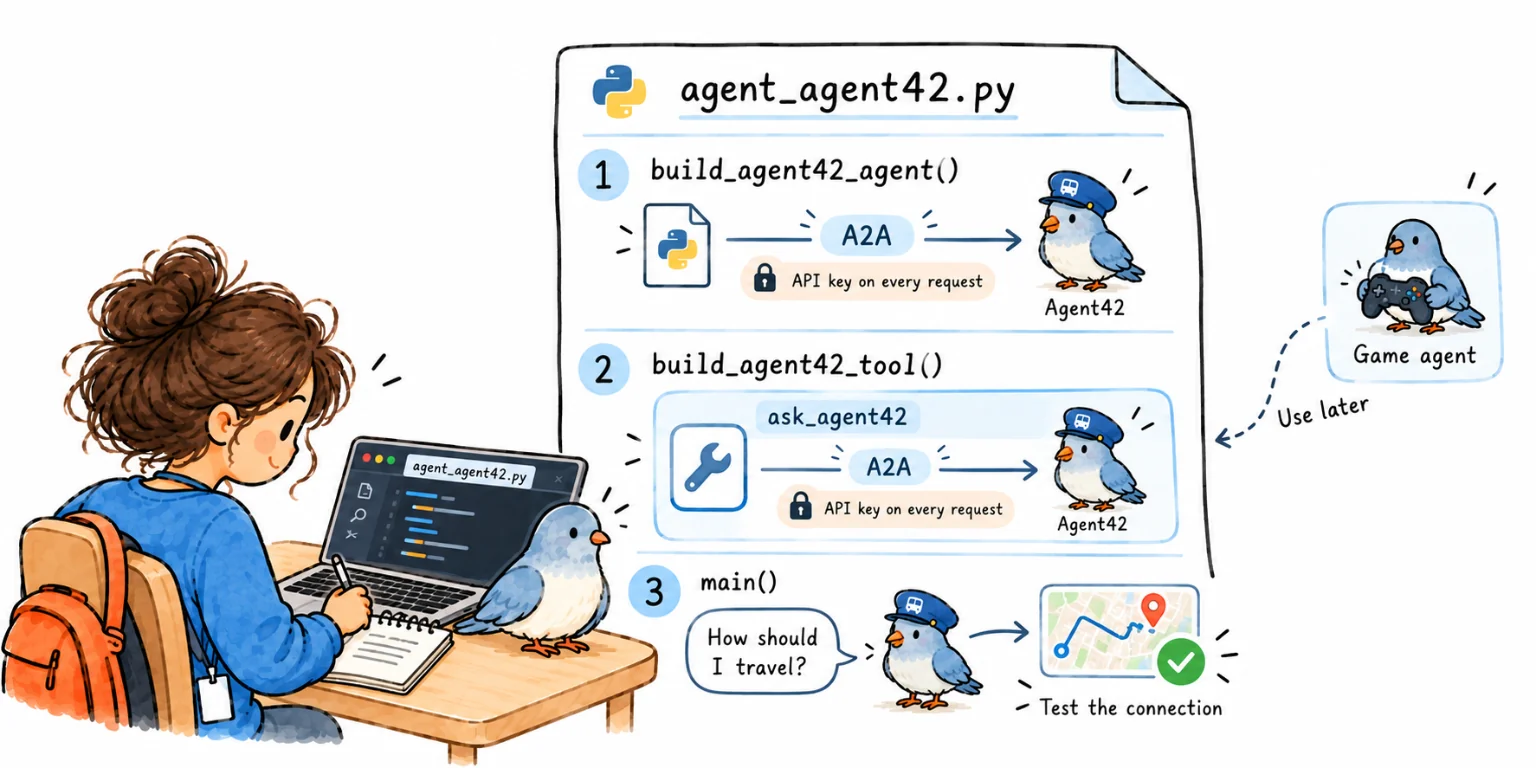 agent_agent42.py
1
build_agent42_agent()
A2A
API key on every request
Agent42
2
build_agent42_tool()
ask_agent42
A2A
API key on every request
Agent42
3
main()
How should
I travel?
Test the connection
Game agent
Use later
agent_agent42.py